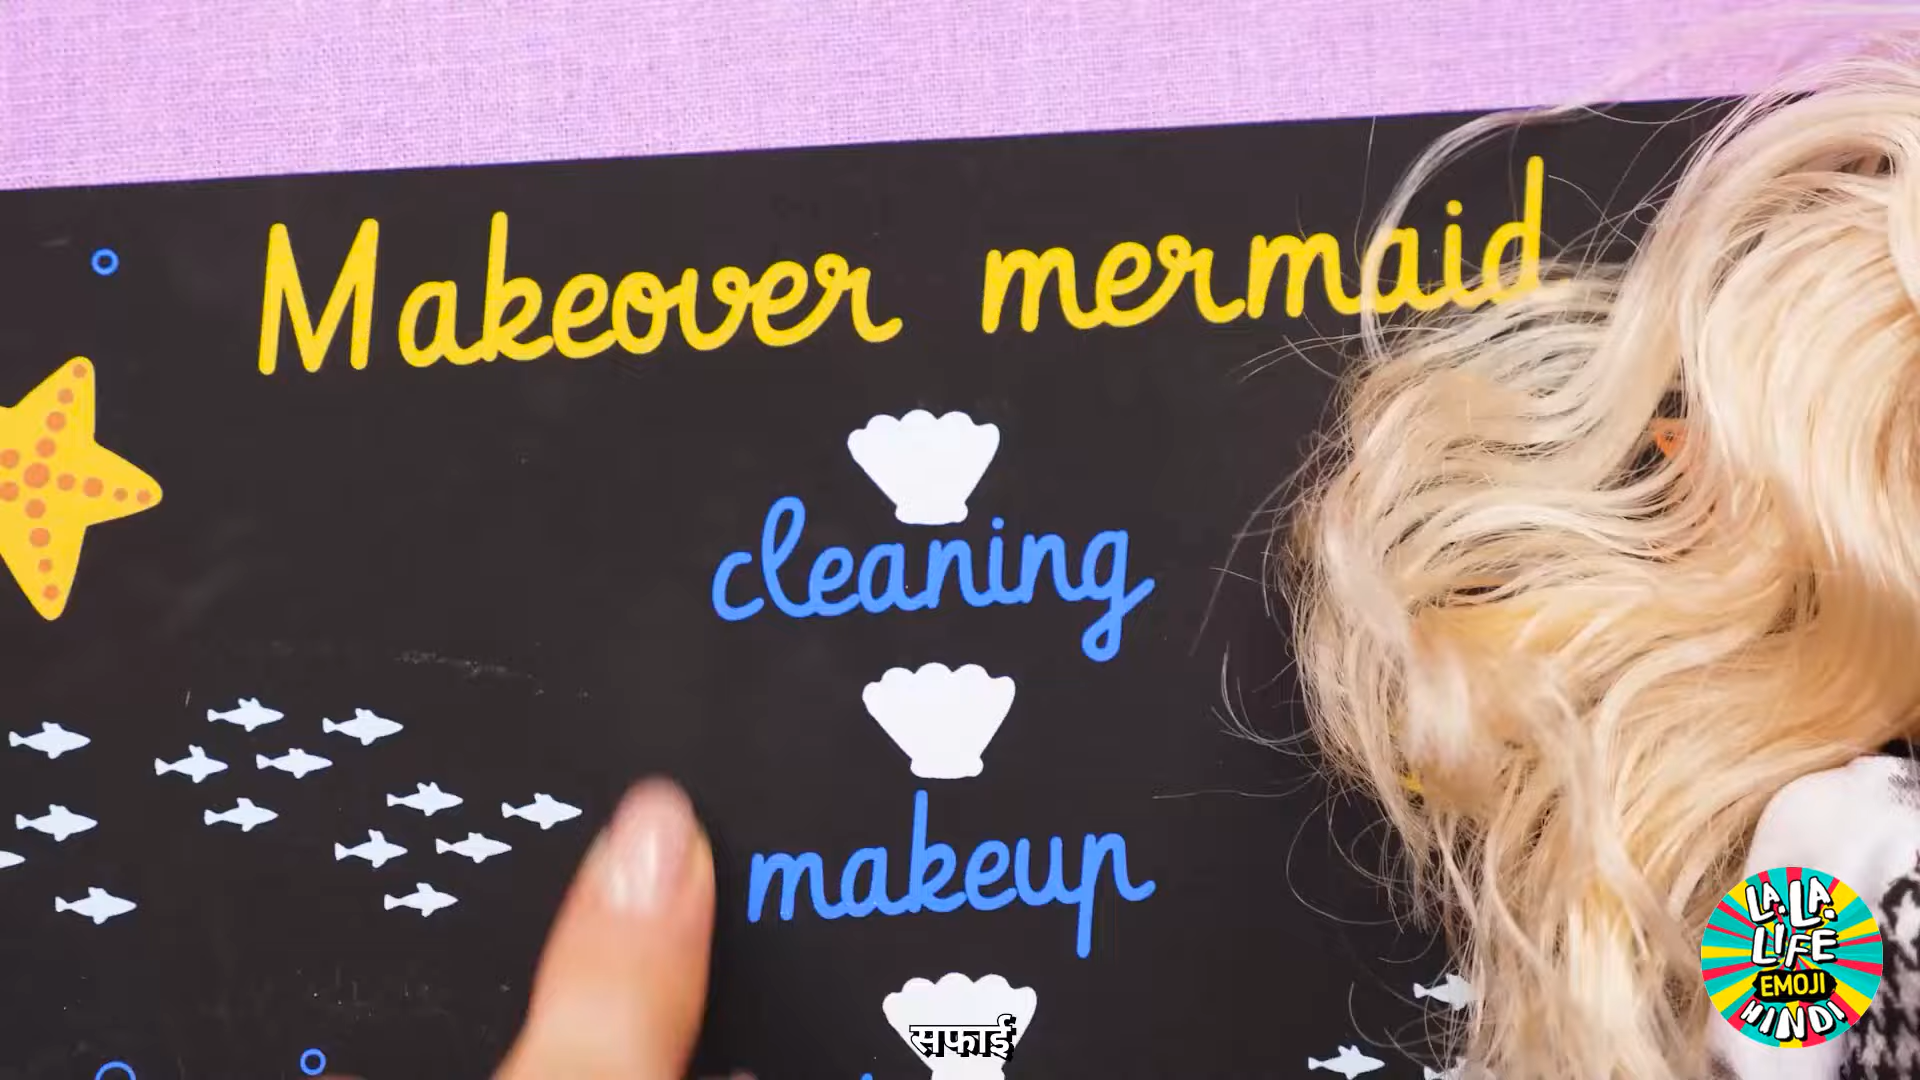 Makeover mermaid
cleaning
makeup
सफाई
LA LA
LIFE
EMOJI
HINDI